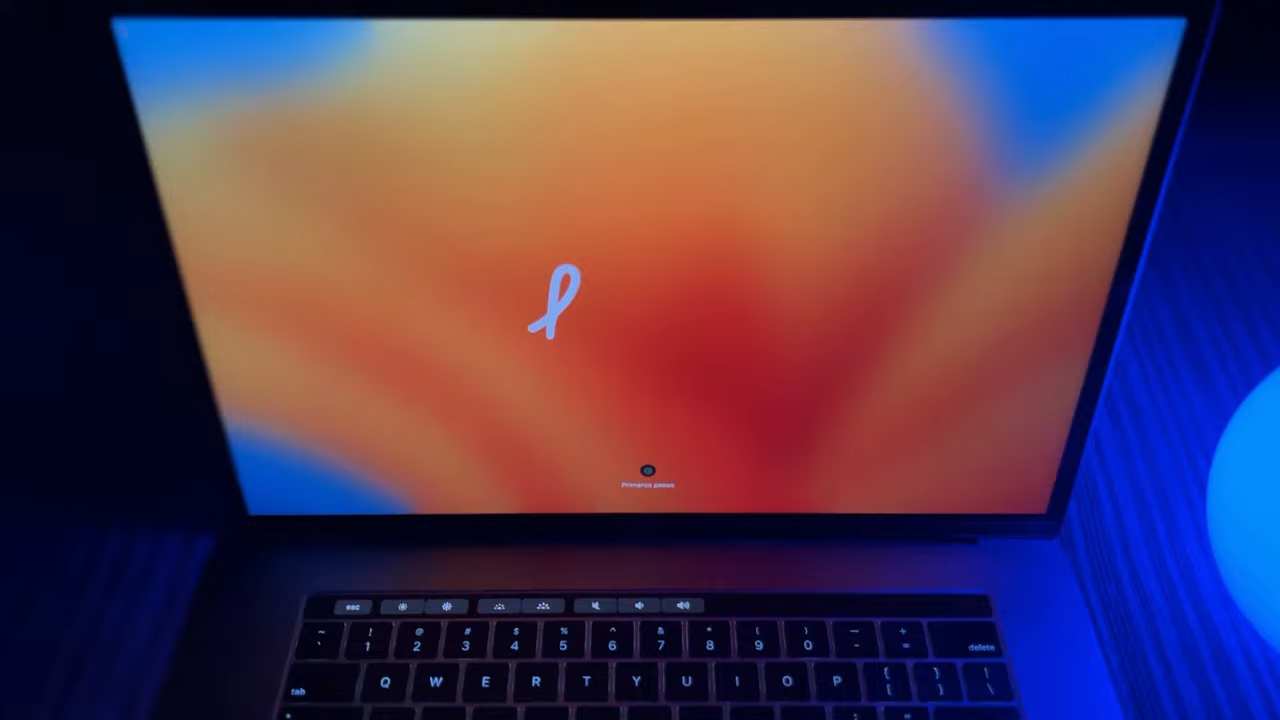 Primeros pasos
esc
~ ! @ # $ % ^ & * ( ) — +
` 1 2 3 4 5 6 7 8 9 0 - =
delete
tab
Q W E R T Y U I O P { } |
[ ] \